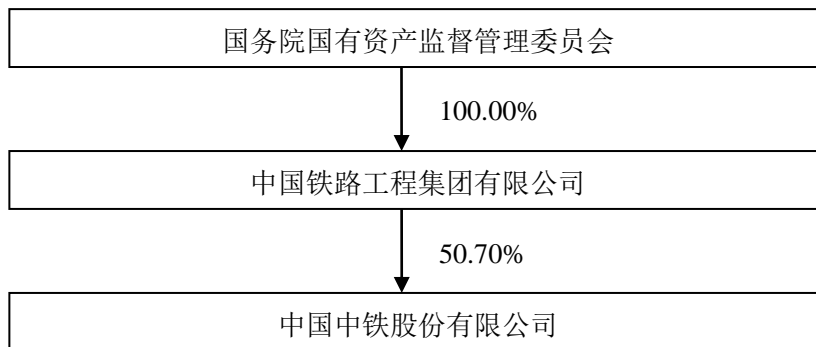 国务院国有资产监督管理委员会
100.00%
中国铁路工程集团有限公司
50.70%
中国中铁股份有限公司